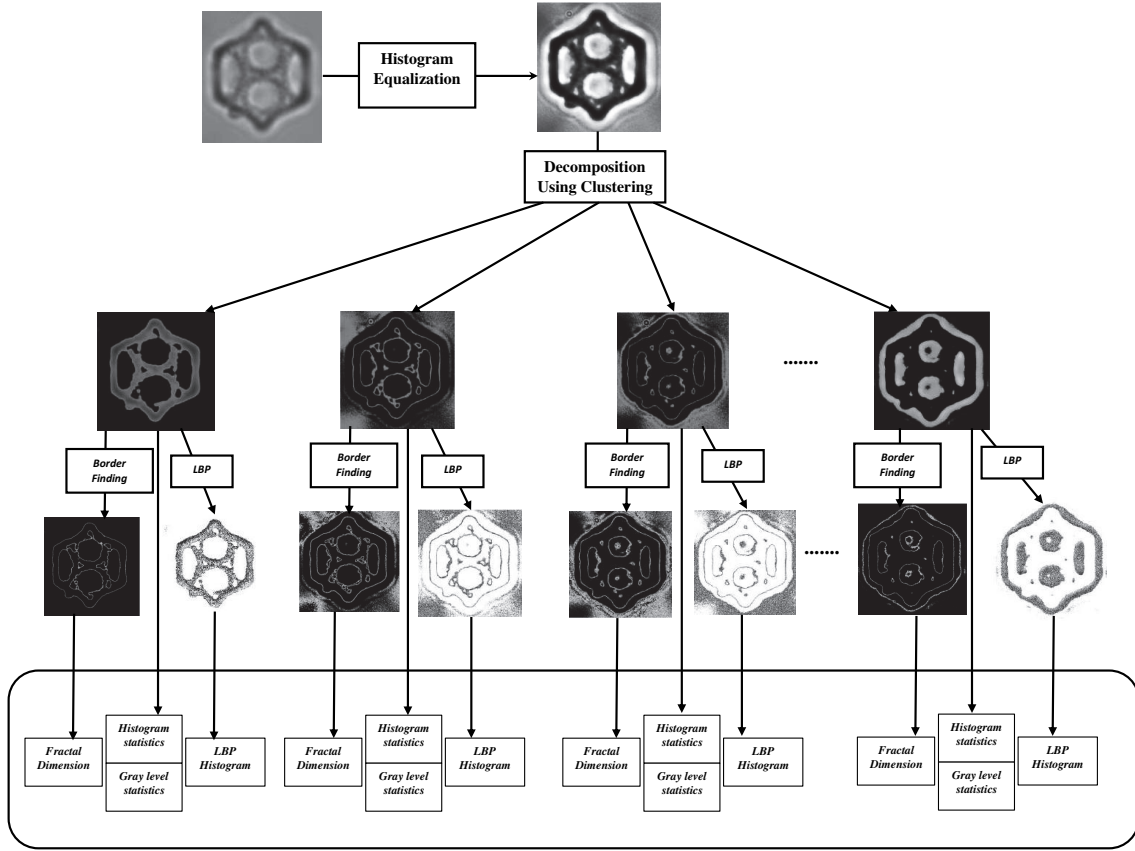 Histogram
Equalization
Decomposition
Using Clustering
.......
Border
Finding
LBP
Border
Finding
LBP
Border
Finding
LBP
Border
Finding
LBP
.......
Fractal
Dimension
Histogram
statistics
Gray level
statistics
LBP
Histogram
Fractal
Dimension
Histogram
statistics
Gray level
statistics
LBP
Histogram
Fractal
Dimension
Histogram
statistics
Gray level
statistics
LBP
Histogram
Fractal
Dimension
Histogram
statistics
Gray level
statistics
LBP
Histogram